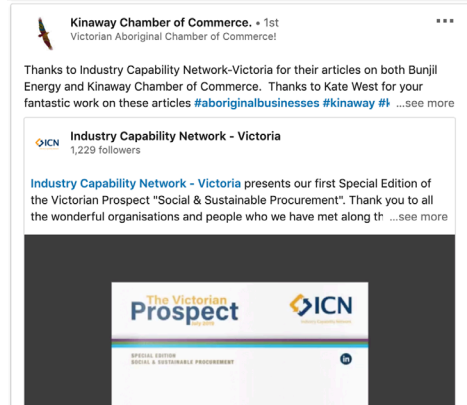 Kinaway Chamber of Commerce. • 1st
Victorian Aboriginal Chamber of Commerce!
Thanks to Industry Capability Network-Victoria for their articles on both Bunjil
Energy and Kinaway Chamber of Commerce. Thanks to Kate West for your
fantastic work on these articles #aboriginalbusinesses #kinaway #k ...see more
ICN
Industry Capability Network - Victoria
1,229 followers
Industry Capability Network - Victoria presents our first Special Edition of
the Victorian Prospect "Social & Sustainable Procurement". Thank you to all
the wonderful organisations and people who we have met along th ...see more
The Victorian
Prospect
ICN
SPECIAL EDITION
SOCIAL & SUSTAINABLE PROCUREMENT
in